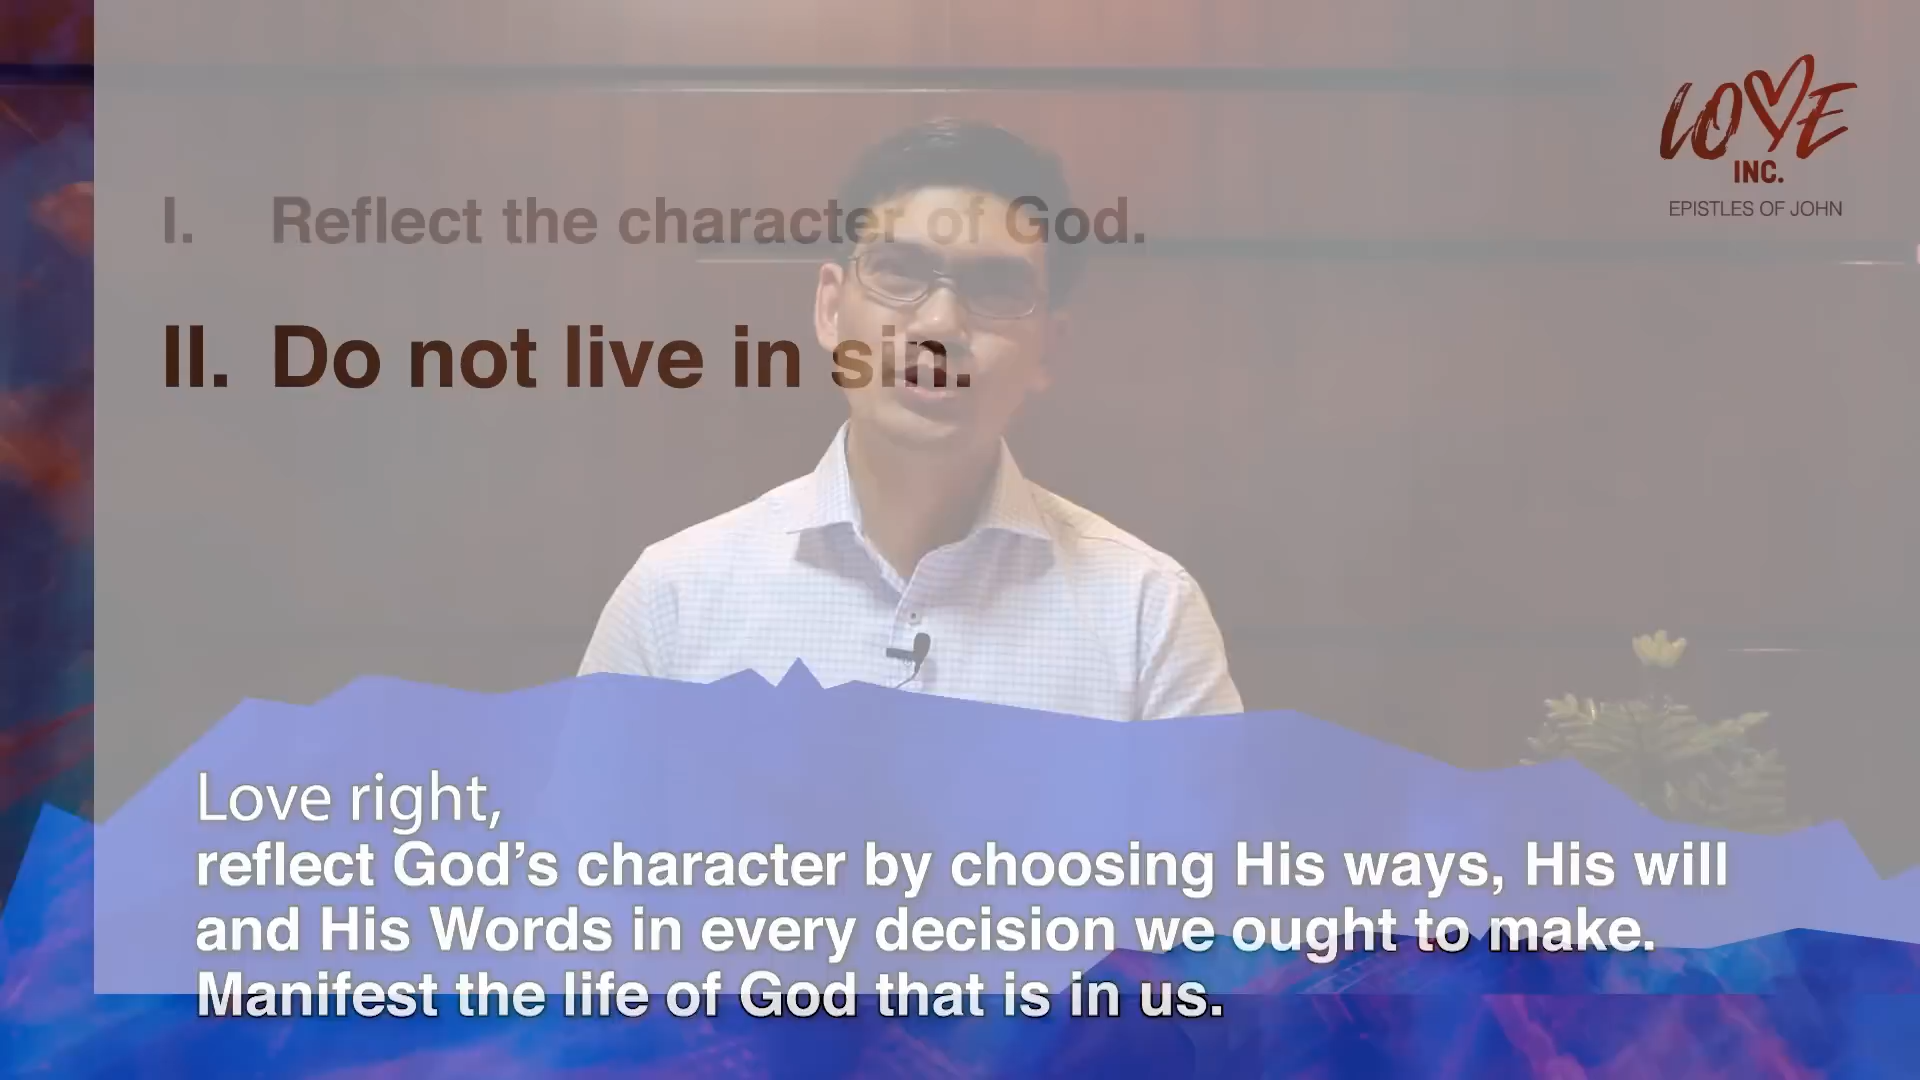 LOVE
INC.
EPISTLES OF JOHN
I. Reflect the character of God.
II. Do not live in sin.
Love right,
reflect God’s character by choosing His ways, His will
and His Words in every decision we ought to make.
Manifest the life of God that is in us.